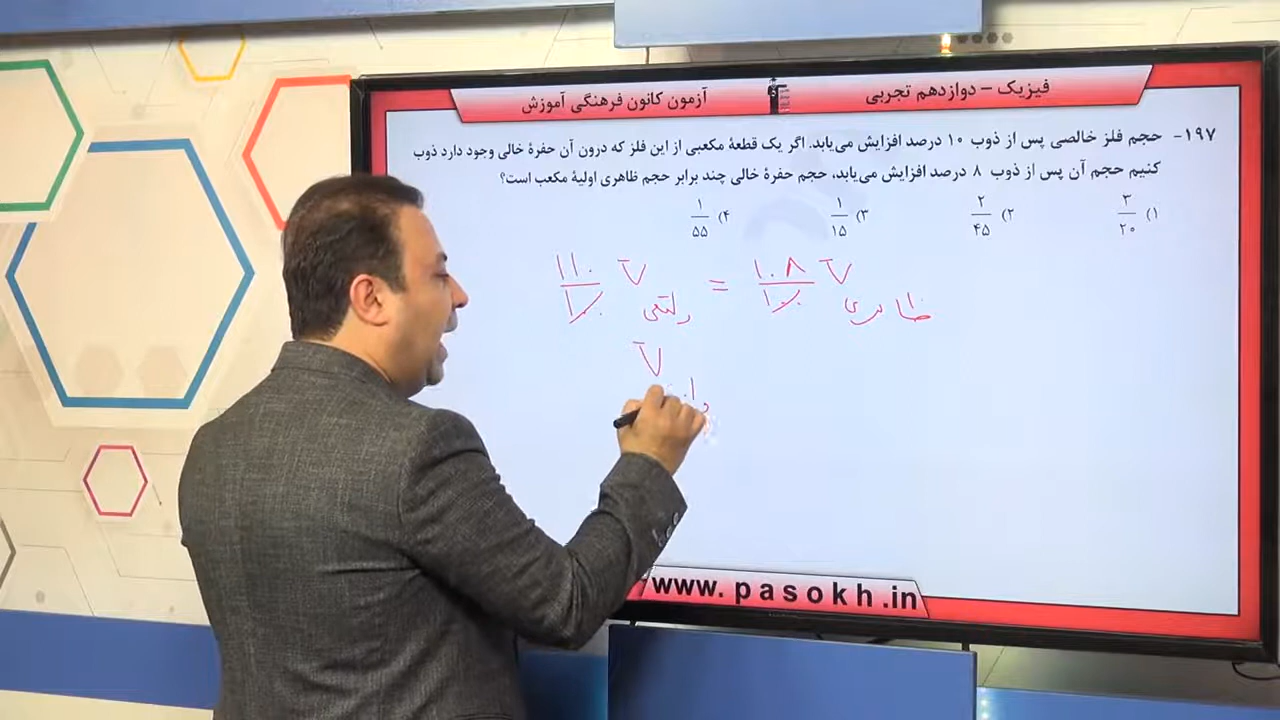 فیزیک – دوازدهم تجربی
آزمون کانون فرهنگی آموزش
۱۹۷- حجم فلز خالصی پس از ذوب ۱۰ درصد افزایش می‌یابد. اگر یک قطعهٔ مکعبی از این فلز که درون آن حفرهٔ خالی وجود دارد ذوب
کنیم حجم آن پس از ذوب ۸ درصد افزایش می‌یابد، حجم حفرهٔ خالی چند برابر حجم ظاهری اولیهٔ مکعب است؟
۱) ۳/۲۰ ۲) ۲/۴۵ ۳) ۱/۱۵ ۴) ۱/۵۵
۱۱۰/۱۰۰ V واقعی = ۱۰۸/۱۰۰ V ظاهری
V
www.pasokh.in